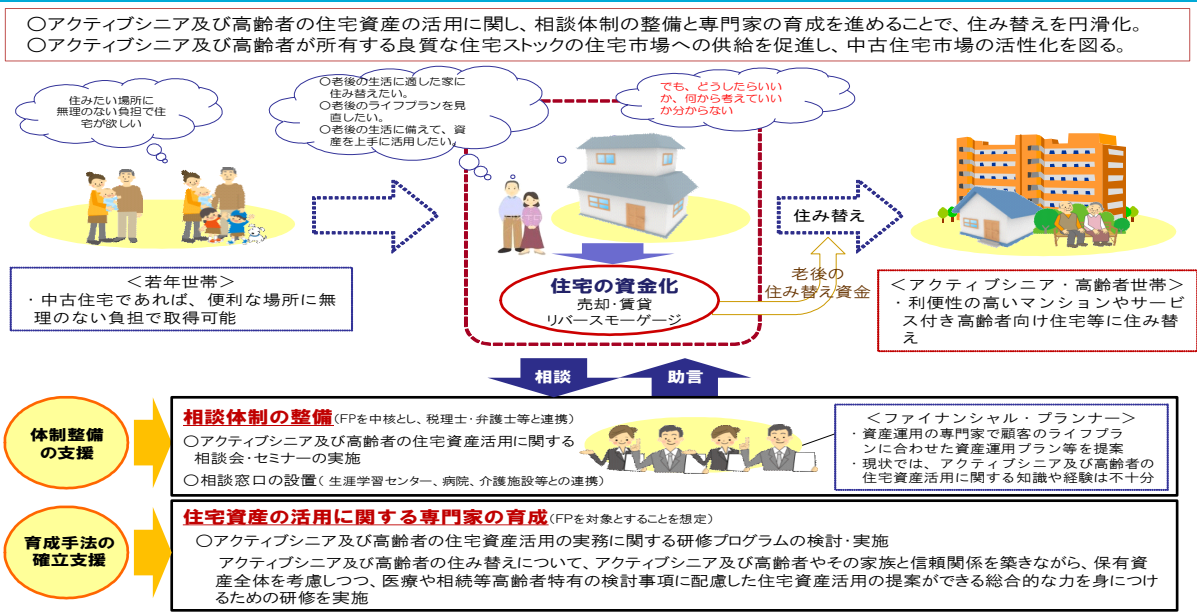 ○アクティブシニア及び高齢者の住宅資産の活用に関し、相談体制の整備と専門家の育成を進めることで、住み替えを円滑化。
○アクティブシニア及び高齢者が所有する良質な住宅ストックの住宅市場への供給を促進し、中古住宅市場の活性化を図る。
住みたい場所に
無理のない負担で住
宅が欲しい
○老後の生活に適した家に
住み替えたい。
○老後のライフプランを見
直したい。
○老後の生活に備えて、資
産を上手に活用したい。
でも、どうしたらいい
か、何から考えていい
か分からない
<若年世帯>
・中古住宅であれば、便利な場所に無
理のない負担で取得可能
住宅の資金化
売却・賃貸
リバースモーゲージ
住み替え
老後の
住み替え資金
<アクティブシニア・高齢者世帯>
・利便性の高いマンションやサービ
ス付き高齢者向け住宅等に住み替
え
相談
助言
体制整備
の支援
相談体制の整備(FPを中核とし、税理士・弁護士等と連携)
○アクティブシニア及び高齢者の住宅資産活用に関する
相談会・セミナーの実施
○相談窓口の設置(生涯学習センター、病院、介護施設等との連携)
<ファイナンシャル・プランナー>
・資産運用の専門家で顧客のライフプラ
ンに合わせた資産運用プラン等を提案
・現状では、アクティブシニア及び高齢者の
住宅資産活用に関する知識や経験は不十分
育成手法の
確立支援
住宅資産の活用に関する専門家の育成(FPを対象とすることを想定)
○アクティブシニア及び高齢者の住宅資産活用の実務に関する研修プログラムの検討・実施
アクティブシニア及び高齢者の住み替えについて、アクティブシニア及び高齢者やその家族と信頼関係を築きながら、保有資
産全体を考慮しつつ、医療や相続等高齢者特有の検討事項に配慮した住宅資産活用の提案ができる総合的な力を身につけ
るための研修を実施